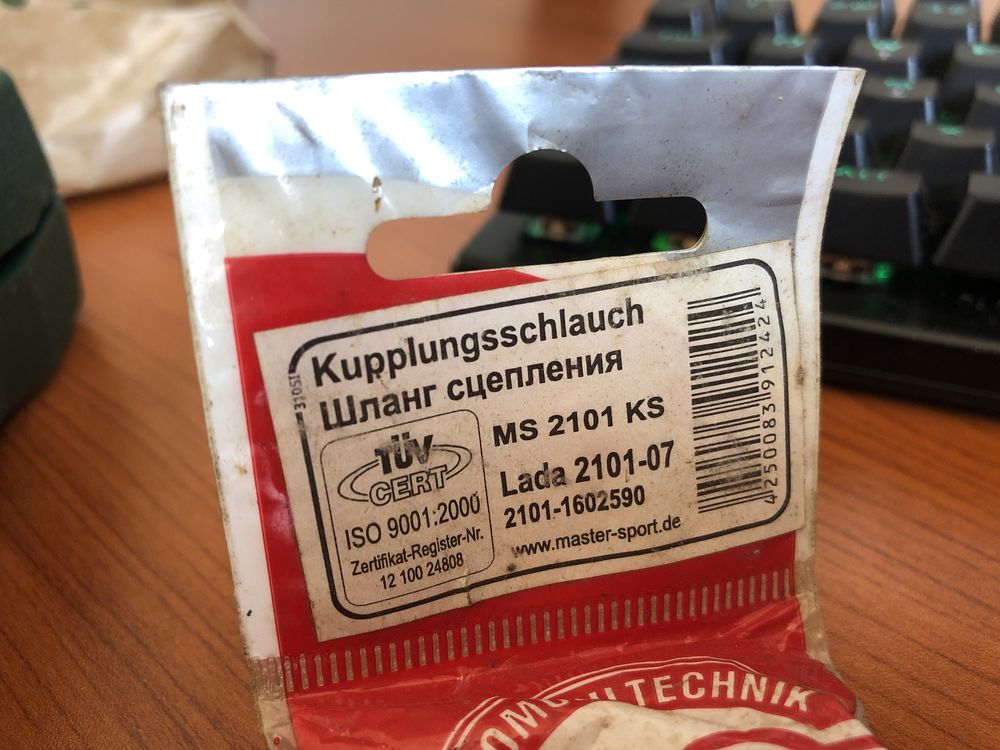 Kupplungsschlauch
Шланг сцепления
MS 2101 KS
TÜV
CERT
ISO 9001:2000
Zertifikat-Register-Nr.
12 100 24808
Lada 2101-07
2101-1602590
www.master-sport.de
4250083912424
TECHNIK